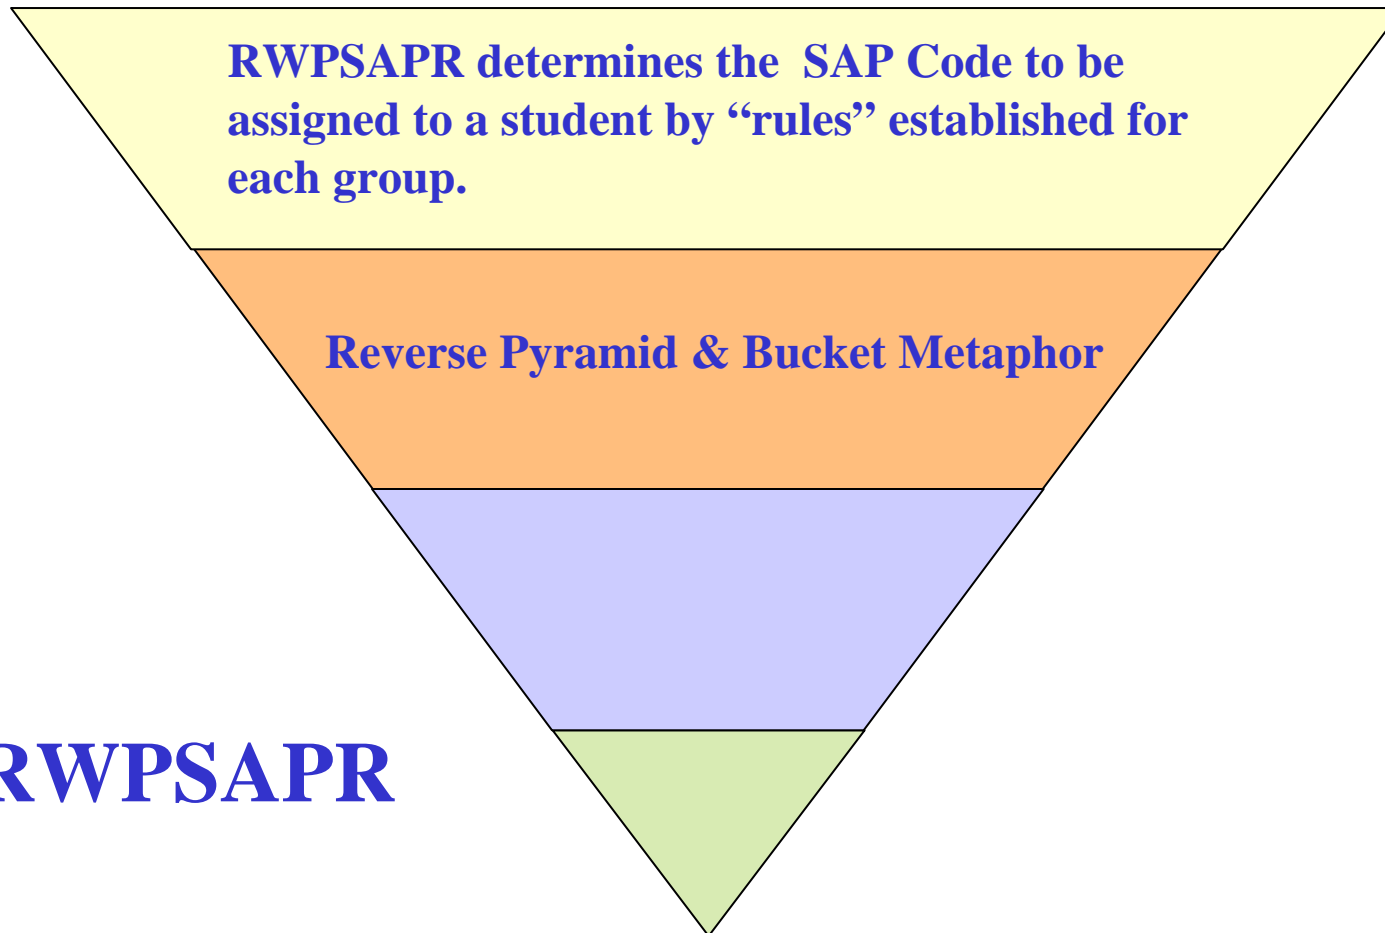 RWPSAPR determines the  SAP Code to be
assigned to a student by “rules” established for
each group.
Reverse Pyramid & Bucket Metaphor
RWPSAPR